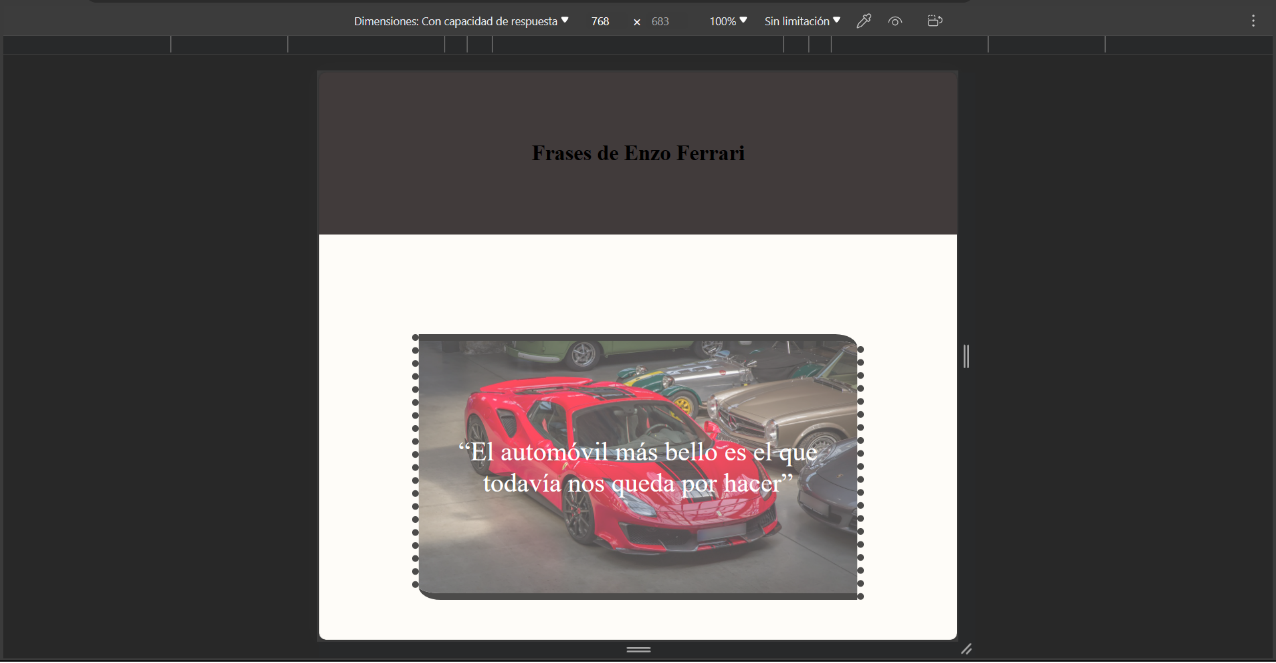 Dimensiones: Con capacidad de respuesta 768 × 683 100% Sin limitación
Frases de Enzo Ferrari
“El automóvil más bello es el que
todavía nos queda por hacer”